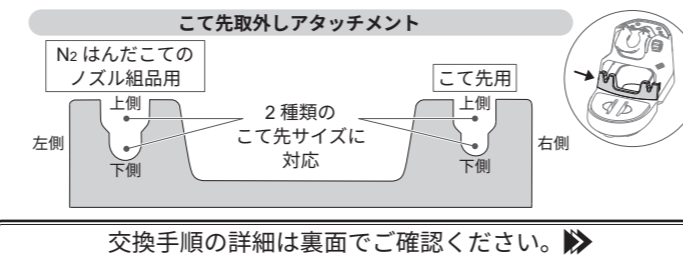 こて先取外しアタッチメント
N₂ はんだこての
ノズル組品用
こて先用
上側
上側
2 種類の
こて先サイズに
対応
左側
右側
下側
下側
交換手順の詳細は裏面でご確認ください。